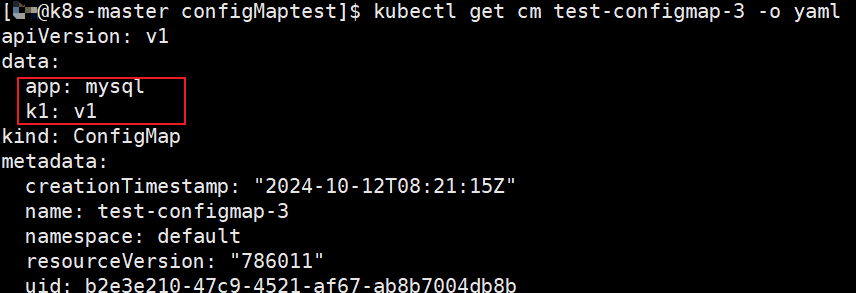 [@k8s-master configMaptest]$ kubectl get cm test-configmap-3 -o yaml
apiVersion: v1
data:
  app: mysql
  k1: v1
kind: ConfigMap
metadata:
  creationTimestamp: "2024-10-12T08:21:15Z"
  name: test-configmap-3
  namespace: default
  resourceVersion: "786011"
  uid: b2e3e210-47c9-4521-af67-ab8b7004db8b